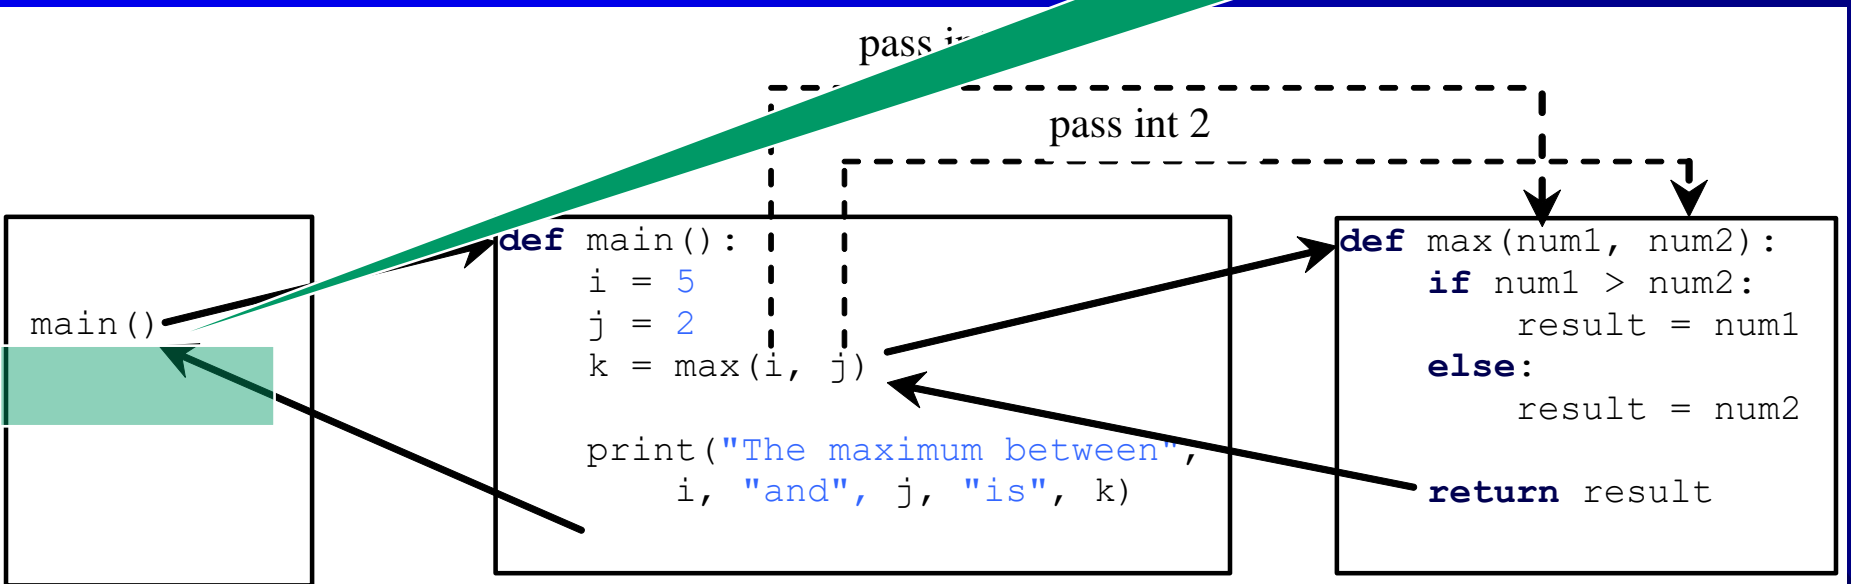 pass
pass int 2
main()
def main():
    i = 5
    j = 2
    k = max(i, j)
    print("The maximum between",
        i, "and", j, "is", k)
def max(num1, num2):
    if num1 > num2:
        result = num1
    else:
        result = num2
    return result